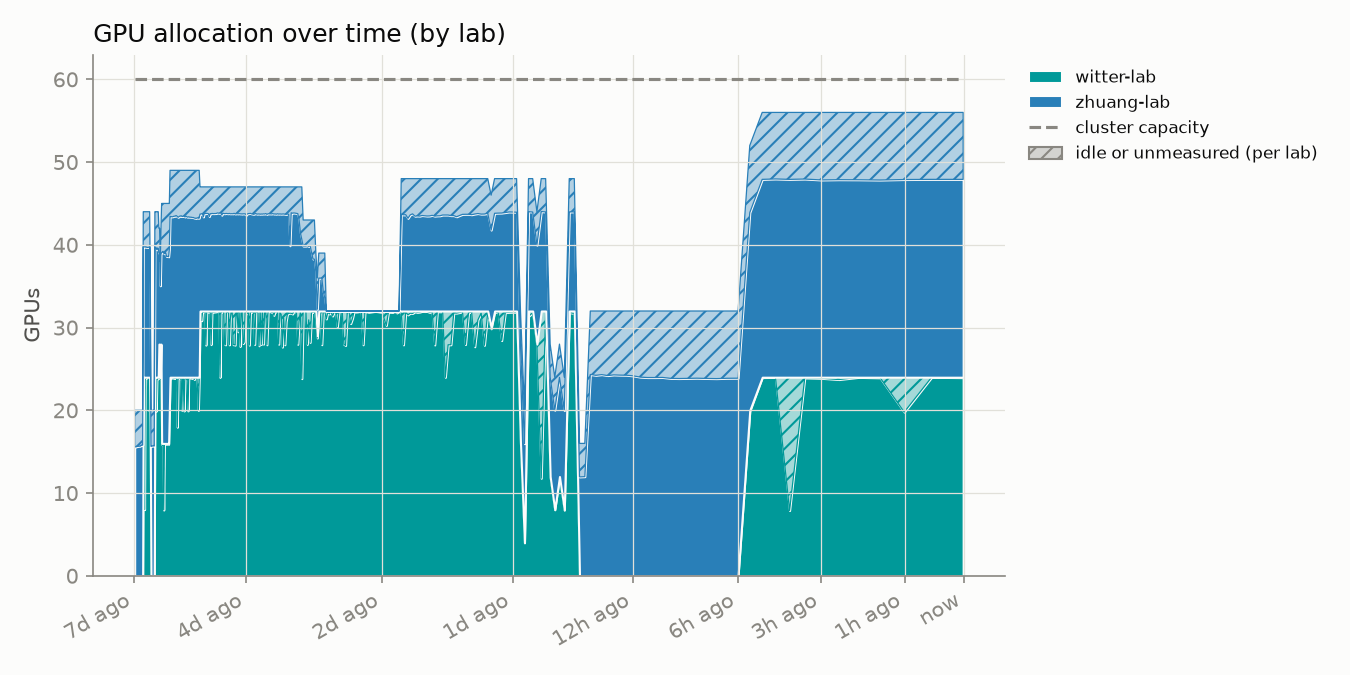 GPU allocation over time (by lab)
witter-lab
zhuang-lab
cluster capacity
idle or unmeasured (per lab)
GPUs
60
50
40
30
20
10
0
7d ago
4d ago
2d ago
1d ago
12h ago
6h ago
3h ago
1h ago
now